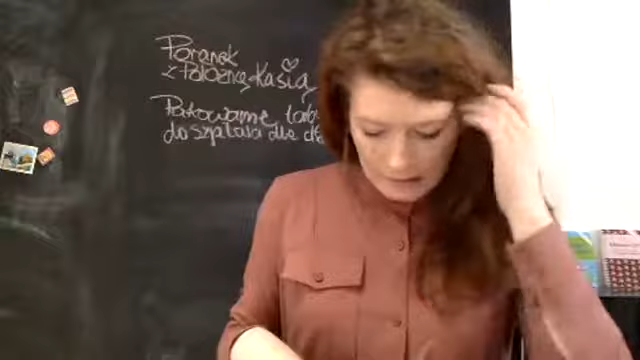 Poranek
z Położną Kasią ♡
Pakowanie
do szpitala dla